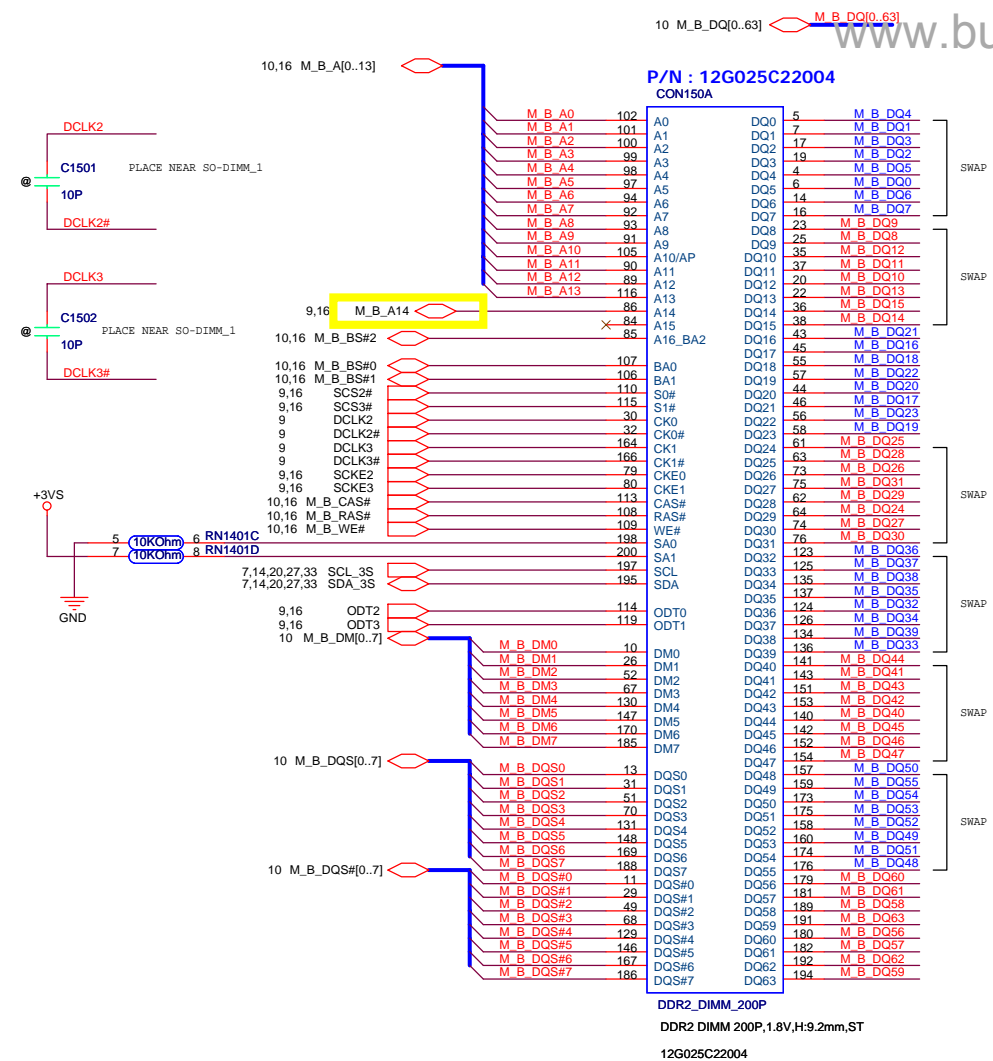 10 M_B_DQ[0..63] M_B_DQ[0..63]
www.bu
10,16 M_B_A[0..13]
P/N : 12G025C22004
CON150A
M_B_A0 102 A0 DQ0 5 M_B_DQ4
M_B_A1 101 A1 DQ1 7 M_B_DQ1
M_B_A2 100 A2 DQ2 17 M_B_DQ3
M_B_A3 99 A3 DQ3 19 M_B_DQ2
M_B_A4 98 A4 DQ4 4 M_B_DQ5
M_B_A5 97 A5 DQ5 6 M_B_DQ0
M_B_A6 94 A6 DQ6 14 M_B_DQ6
M_B_A7 92 A7 DQ7 16 M_B_DQ7
SWAP
M_B_A8 93 A8 DQ8 23 M_B_DQ9
M_B_A9 91 A9 DQ9 25 M_B_DQ8
M_B_A10 105 A10/AP DQ10 35 M_B_DQ12
M_B_A11 90 A11 DQ11 37 M_B_DQ11
M_B_A12 89 A12 DQ12 20 M_B_DQ10
M_B_A13 116 A13 DQ13 22 M_B_DQ13
9,16 M_B_A14 86 A14 DQ14 36 M_B_DQ15
84 A15 DQ15 38 M_B_DQ14
SWAP
10,16 M_B_BS#2 85 A16_BA2 DQ16 43 M_B_DQ21
DQ17 45 M_B_DQ16
10,16 M_B_BS#0 107 BA0 DQ18 55 M_B_DQ18
10,16 M_B_BS#1 106 BA1 DQ19 57 M_B_DQ22
9,16 SCS2# 110 S0# DQ20 44 M_B_DQ20
9,16 SCS3# 115 S1# DQ21 46 M_B_DQ17
9 DCLK2 30 CK0 DQ22 56 M_B_DQ23
9 DCLK2# 32 CK0# DQ23 58 M_B_DQ19
9 DCLK3 164 CK1 DQ24 61 M_B_DQ25
9 DCLK3# 166 CK1# DQ25 63 M_B_DQ28
9,16 SCKE2 79 CKE0 DQ26 73 M_B_DQ26
9,16 SCKE3 80 CKE1 DQ27 75 M_B_DQ31
10,16 M_B_CAS# 113 CAS# DQ28 62 M_B_DQ29
10,16 M_B_RAS# 108 RAS# DQ29 64 M_B_DQ24
10,16 M_B_WE# 109 WE# DQ30 74 M_B_DQ27
5 10KOhm 6 RN1401C 198 SA0 DQ31 76 M_B_DQ30
SWAP
7 10KOhm 8 RN1401D 200 SA1 DQ32 123 M_B_DQ36
7,14,20,27,33 SCL_3S 197 SCL DQ33 125 M_B_DQ37
7,14,20,27,33 SDA_3S 195 SDA DQ34 135 M_B_DQ38
DQ35 137 M_B_DQ35
9,16 ODT2 114 ODT0 DQ36 124 M_B_DQ32
9,16 ODT3 119 ODT1 DQ37 126 M_B_DQ34
10 M_B_DM[0..7] DQ38 134 M_B_DQ39
M_B_DM0 10 DM0 DQ39 136 M_B_DQ33
SWAP
M_B_DM1 26 DM1 DQ40 141 M_B_DQ44
M_B_DM2 52 DM2 DQ41 143 M_B_DQ41
M_B_DM3 67 DM3 DQ42 151 M_B_DQ43
M_B_DM4 130 DM4 DQ43 153 M_B_DQ42
M_B_DM5 147 DM5 DQ44 140 M_B_DQ40
M_B_DM6 170 DM6 DQ45 142 M_B_DQ45
M_B_DM7 185 DM7 DQ46 152 M_B_DQ46
DQ47 154 M_B_DQ47
SWAP
10 M_B_DQS[0..7]
M_B_DQS0 13 DQS0 DQ48 157 M_B_DQ50
M_B_DQS1 31 DQS1 DQ49 159 M_B_DQ55
M_B_DQS2 51 DQS2 DQ50 173 M_B_DQ54
M_B_DQS3 70 DQS3 DQ51 175 M_B_DQ53
M_B_DQS4 131 DQS4 DQ52 158 M_B_DQ52
M_B_DQS5 148 DQS5 DQ53 160 M_B_DQ49
M_B_DQS6 169 DQS6 DQ54 174 M_B_DQ51
M_B_DQS7 188 DQS7 DQ55 176 M_B_DQ48
SWAP
10 M_B_DQS#[0..7]
M_B_DQS#0 11 DQS#0 DQ56 179 M_B_DQ60
M_B_DQS#1 29 DQS#1 DQ57 181 M_B_DQ61
M_B_DQS#2 49 DQS#2 DQ58 189 M_B_DQ58
M_B_DQS#3 68 DQS#3 DQ59 191 M_B_DQ63
M_B_DQS#4 129 DQS#4 DQ60 180 M_B_DQ56
M_B_DQS#5 146 DQS#5 DQ61 182 M_B_DQ57
M_B_DQS#6 167 DQS#6 DQ62 192 M_B_DQ62
M_B_DQS#7 186 DQS#7 DQ63 194 M_B_DQ59
DDR2_DIMM_200P
DDR2 DIMM 200P,1.8V,H:9.2mm,ST
12G025C22004
DCLK2
C1501 PLACE NEAR SO-DIMM_1
@
10P
DCLK2#
DCLK3
C1502
@ PLACE NEAR SO-DIMM_1
10P
DCLK3#
+3VS
GND